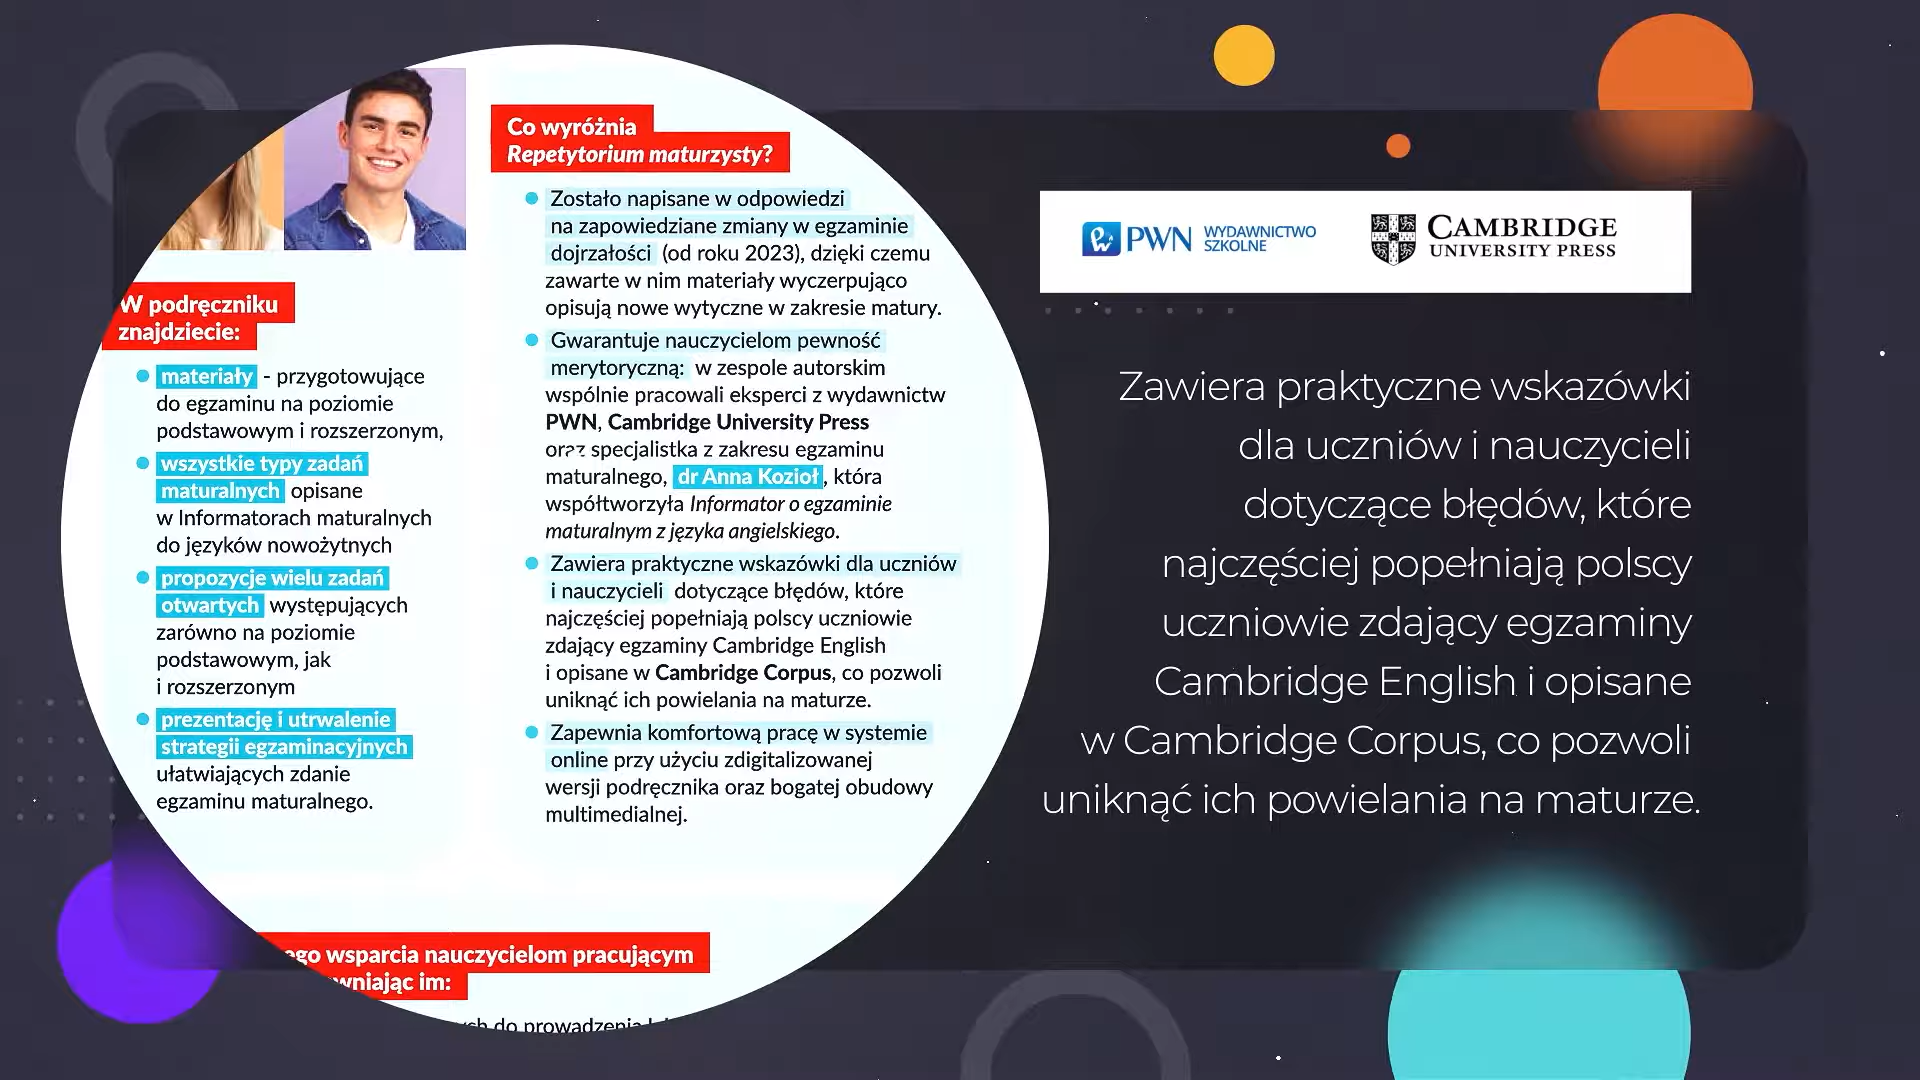 W podręczniku
znajdziecie:
materiały - przygotowujące
do egzaminu na poziomie
podstawowym i rozszerzonym,
wszystkie typy zadań
maturalnych opisane
w Informatorach maturalnych
do języków nowożytnych
propozycje wielu zadań
otwartych występujących
zarówno na poziomie
podstawowym, jak
i rozszerzonym
prezentację i utrwalenie
strategii egzaminacyjnych
ułatwiających zdanie
egzaminu maturalnego.
Co wyróżnia
Repetytorium maturzysty?
Zostało napisane w odpowiedzi
na zapowiedziane zmiany w egzaminie
dojrzałości (od roku 2023), dzięki czemu
zawarte w nim materiały wyczerpująco
opisują nowe wytyczne w zakresie matury.
Gwarantuje nauczycielom pewność
merytoryczną: w zespole autorskim
wspólnie pracowali eksperci z wydawnictw
PWN, Cambridge University Press
oraz specjalistka z zakresu egzaminu
maturalnego, dr Anna Kozioł, która
współtworzyła Informator o egzaminie
maturalnym z języka angielskiego.
Zawiera praktyczne wskazówki dla uczniów
i nauczycieli dotyczące błędów, które
najczęściej popełniają polscy uczniowie
zdający egzaminy Cambridge English
i opisane w Cambridge Corpus, co pozwoli
uniknąć ich powielania na maturze.
Zapewnia komfortową pracę w systemie
online przy użyciu zdigitalizowanej
wersji podręcznika oraz bogatej obudowy
multimedialnej.
wsparcia nauczycielom pracującym
im:
do prowadzenia
PWN WYDAWNICTWO
SZKOLNE
CAMBRIDGE
UNIVERSITY PRESS
Zawiera praktyczne wskazówki
dla uczniów i nauczycieli
dotyczące błędów, które
najczęściej popełniają polscy
uczniowie zdający egzaminy
Cambridge English i opisane
w Cambridge Corpus, co pozwoli
uniknąć ich powielania na maturze.